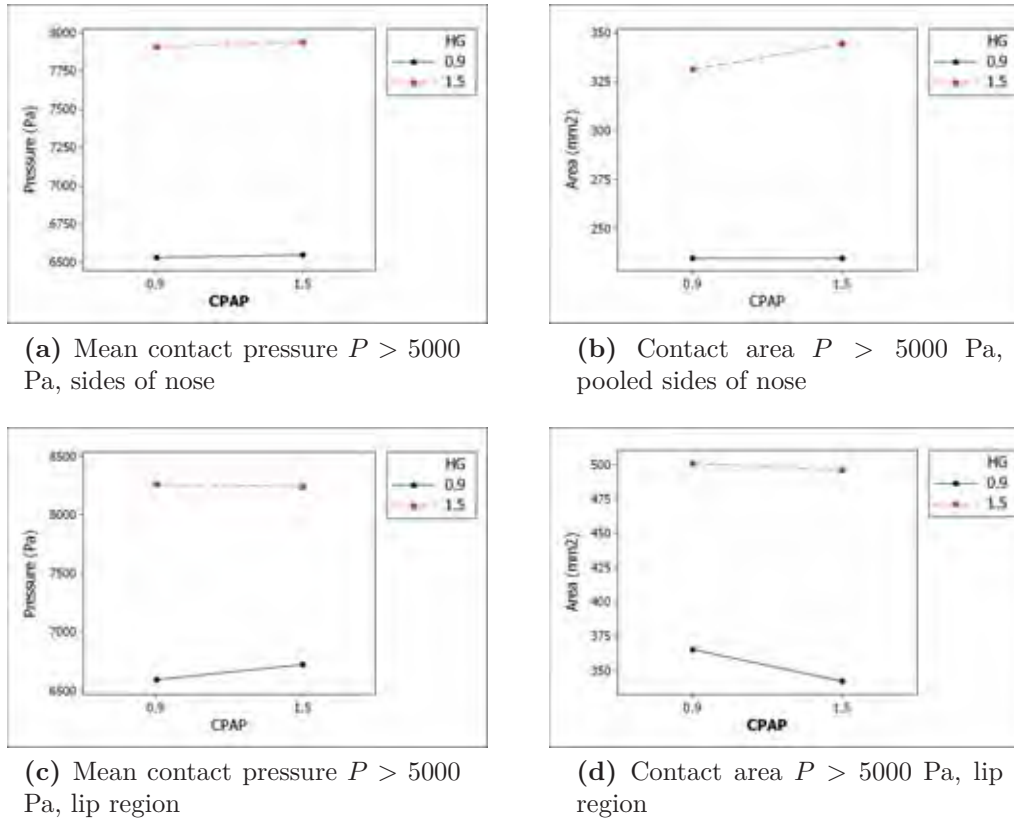 8000
7750
7500
7250
7000
6750
6500
Pressure (Pa)
0.9
1.5
CPAP
HG
0.9
1.5
(a) Mean contact pressure P > 5000
Pa, sides of nose
350
325
300
275
250
Area (mm2)
0.9
1.5
CPAP
HG
0.9
1.5
(b) Contact area P > 5000 Pa,
pooled sides of nose
8500
8000
7500
7000
6500
Pressure (Pa)
0.9
1.5
CPAP
HG
0.9
1.5
(c) Mean contact pressure P > 5000
Pa, lip region
500
475
450
425
400
375
350
Area (mm2)
0.9
1.5
CPAP
HG
0.9
1.5
(d) Contact area P > 5000 Pa, lip
region